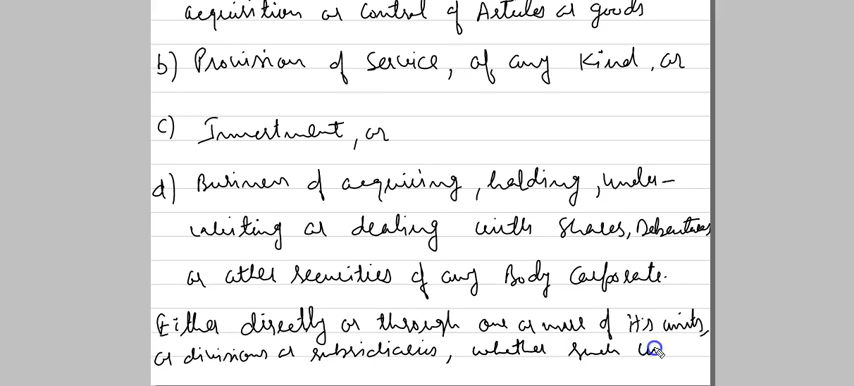 acquisition or control of Articles or goods
b) Provision of Service, of any Kind, or
c) Investment, or
d) Business of acquiring, holding, under-
writing or dealing with Shares, Debentures
or other securities of any Body Corporate.
Either directly or through one or more of its units,
or divisions or subsidiaries, whether such